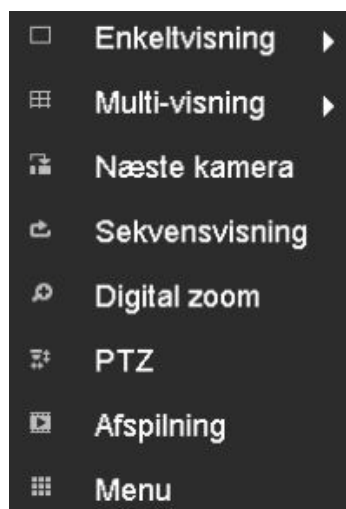 Enkeltvisning
Multi-visning
Næste kamera
Sekvensvisning
Digital zoom
PTZ
Afspilning
Menu